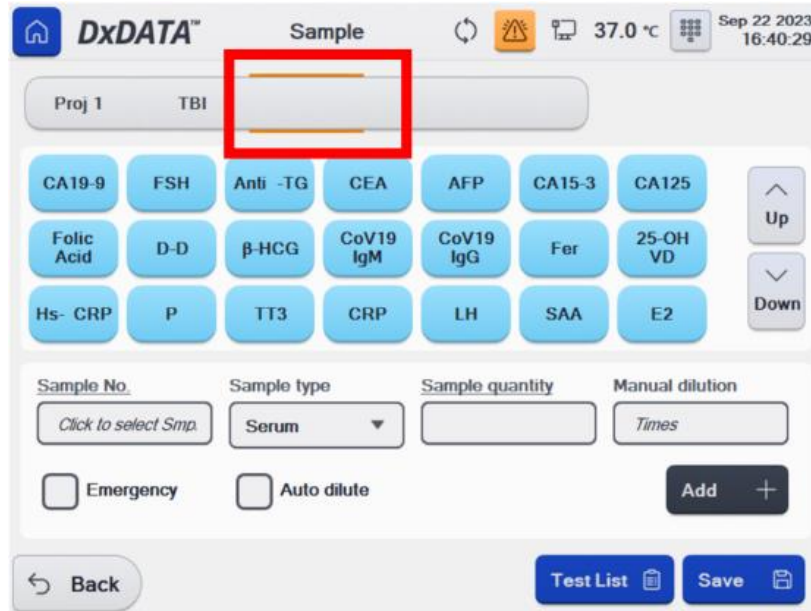 DxDATA™ Sample 37.0 ℃ Sep 22 2023
16:40:29
Proj 1 TBI
CA19-9 FSH Anti -TG CEA AFP CA15-3 CA125
Up
Folic
Acid
D-D β-HCG
CoV19
IgM
CoV19
IgG
Fer
25-OH
VD
Down
Hs- CRP P TT3 CRP LH SAA E2
Sample No. Sample type Sample quantity Manual dilution
Click to select Smp. Serum Times
Emergency Auto dilute Add +
Back Test List Save